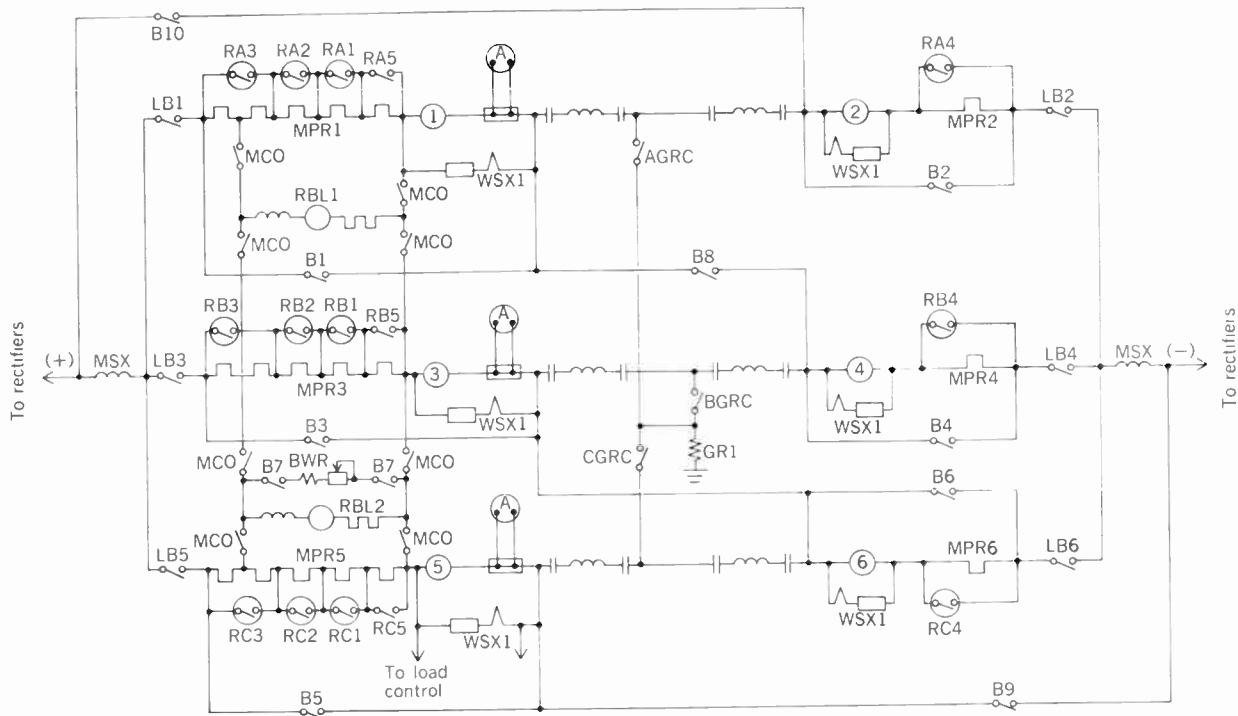 B10
RA3 RA2 RA1 RA5
A
RA4
LB1
MPR1
1
2
MPR2
LB2
MCO
WSX1
AGRC
WSX1
B2
MCO
RBL1
MCO
MCO
B1
B8
RB3 RB2 RB1 RB5
A
RB4
To rectifiers
(+)
MSX
LB3
MPR3
3
4
MPR4
LB4
MSX
(−)
To rectifiers
WSX1
BGRC
WSX1
B3
B4
MCO
B7
BWR
B7
MCO
CGRC
GR1
B6
RBL2
A
MCO
MCO
LB5
MPR5
5
6
MPR6
LB6
RC3 RC2 RC1 RC5
WSX1
WSX1
RC4
To load
control
B5
B9